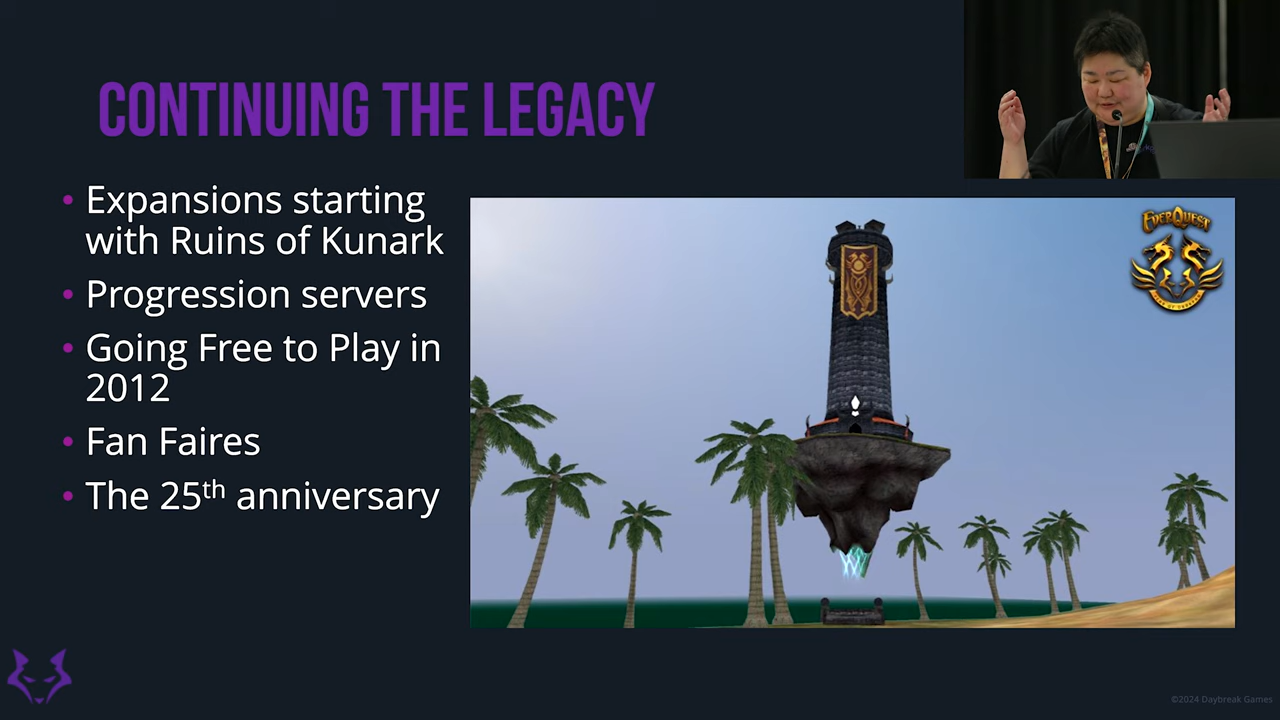 CONTINUING THE LEGACY
• Expansions starting
with Ruins of Kunark
• Progression servers
• Going Free to Play in
2012
• Fan Faires
• The 25th anniversary
EVERQUEST
©2024 Daybreak Games